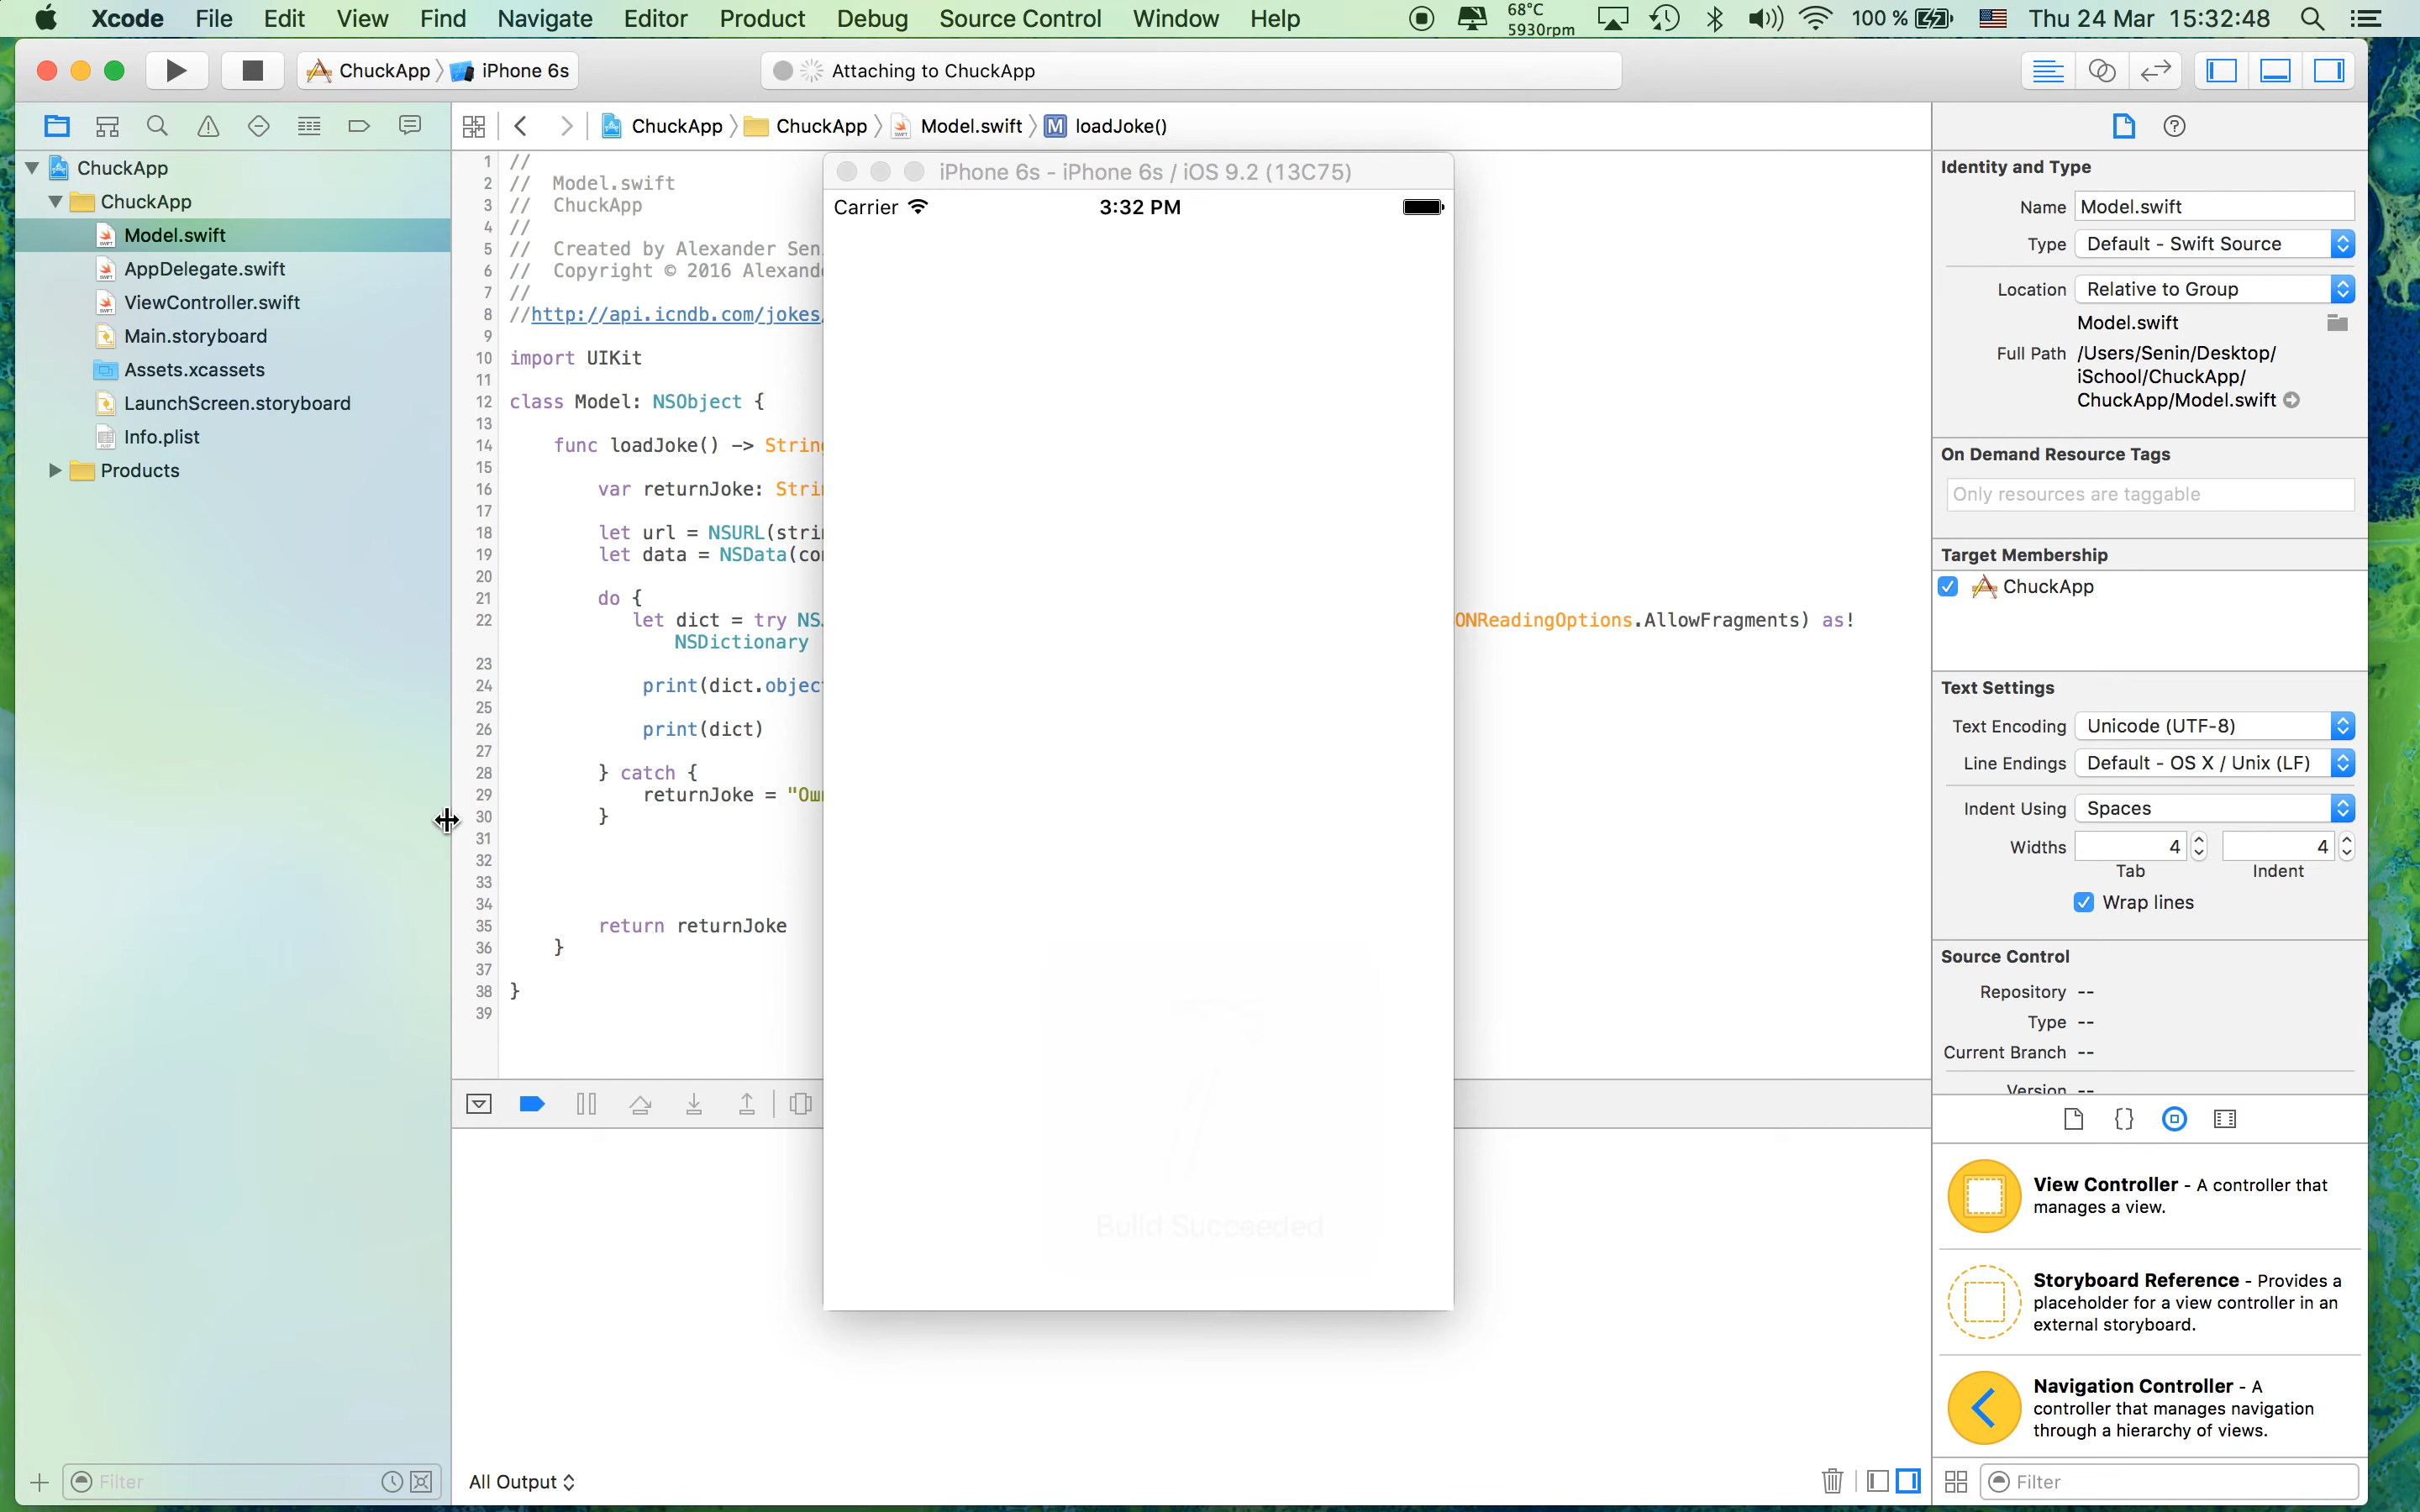 Xcode File Edit View Find Navigate Editor Product Debug Source Control Window Help 68°C 5930rpm 100 % Thu 24 Mar 15:32:48
ChuckApp iPhone 6s Attaching to ChuckApp
ChuckApp ChuckApp Model.swift M loadJoke()
ChuckApp
ChuckApp
Model.swift
AppDelegate.swift
ViewController.swift
Main.storyboard
Assets.xcassets
LaunchScreen.storyboard
Info.plist
Products
Filter
1 //
2 // Model.swift
3 // ChuckApp
4 //
5 // Created by Alexander Sen
6 // Copyright © 2016 Alexand
7 //
8 //http://api.icndb.com/jokes
9
10 import UIKit
11
12 class Model: NSObject {
13
14 func loadJoke() -> String
15
16 var returnJoke: Stri
17
18 let url = NSURL(stri
19 let data = NSData(co
20
21 do {
22 let dict = try NS ONReadingOptions.AllowFragments) as!
NSDictionary
23
24 print(dict.objec
25
26 print(dict)
27
28 } catch {
29 returnJoke = "Ow
30 }
31
32
33
34
35 return returnJoke
36 }
37
38 }
39
iPhone 6s - iPhone 6s / iOS 9.2 (13C75)
Carrier 3:32 PM
Build Succeeded
All Output
Identity and Type
Name Model.swift
Type Default - Swift Source
Location Relative to Group
Model.swift
Full Path /Users/Senin/Desktop/
iSchool/ChuckApp/
ChuckApp/Model.swift
On Demand Resource Tags
Only resources are taggable
Target Membership
ChuckApp
Text Settings
Text Encoding Unicode (UTF-8)
Line Endings Default - OS X / Unix (LF)
Indent Using Spaces
Widths 4 4
Tab Indent
Wrap lines
Source Control
Repository --
Type --
Current Branch --
Version --
View Controller - A controller that
manages a view.
Storyboard Reference - Provides a
placeholder for a view controller in an
external storyboard.
Navigation Controller - A
controller that manages navigation
through a hierarchy of views.
Filter